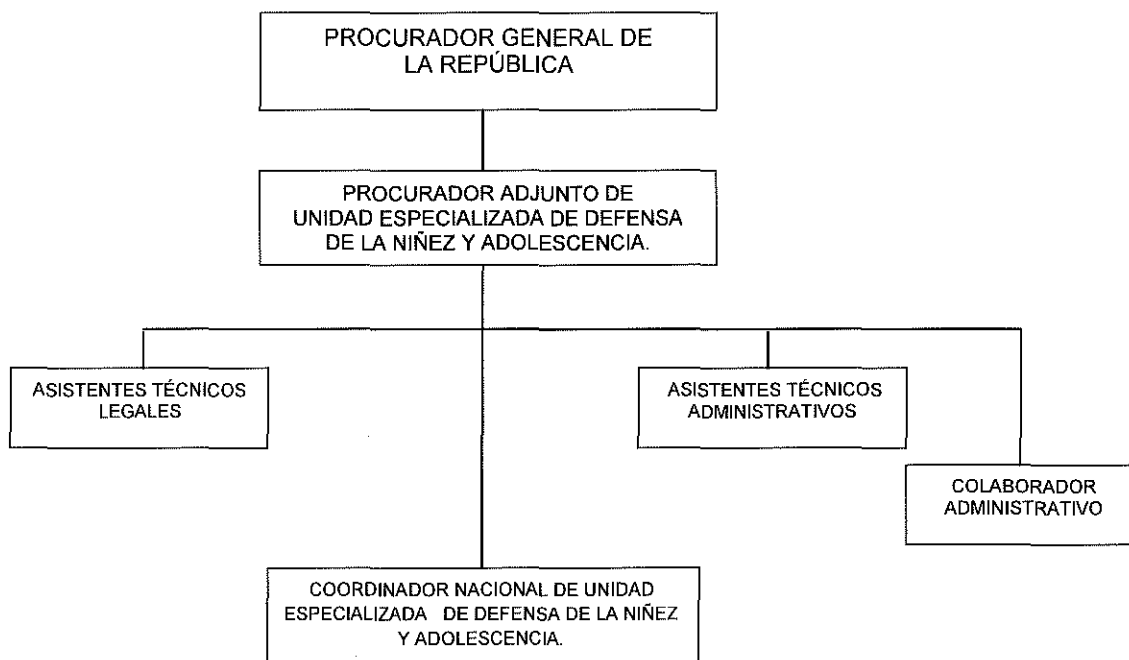 PROCURADOR GENERAL DE
LA REPÚBLICA
PROCURADOR ADJUNTO DE
UNIDAD ESPECIALIZADA DE DEFENSA
DE LA NIÑEZ Y ADOLESCENCIA.
ASISTENTES TÉCNICOS
LEGALES
ASISTENTES TÉCNICOS
ADMINISTRATIVOS
COLABORADOR
ADMINISTRATIVO
COORDINADOR NACIONAL DE UNIDAD
ESPECIALIZADA DE DEFENSA DE LA NIÑEZ
Y ADOLESCENCIA.